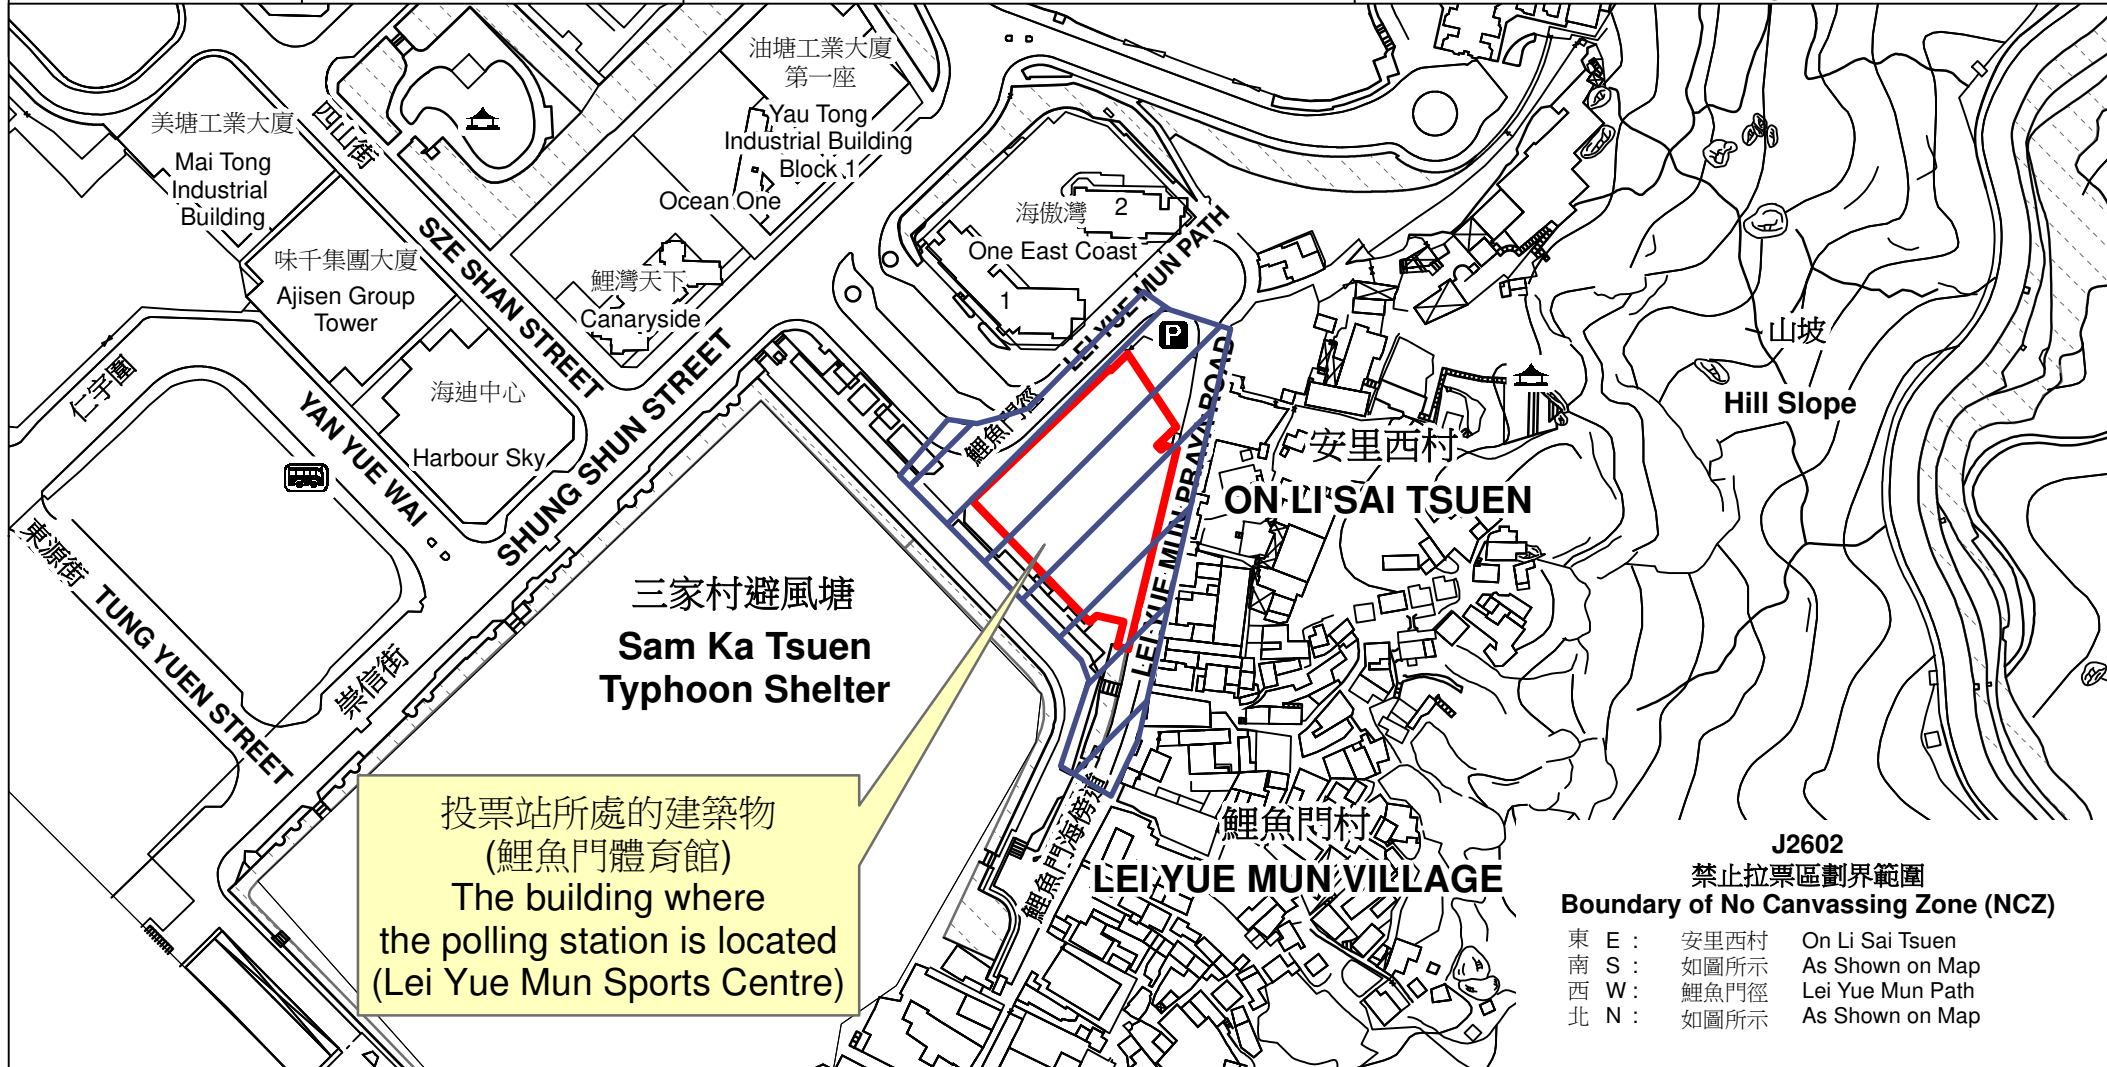 油塘工業大廈
第一座
Yau Tong
Industrial Building
Block 1
美塘工業大廈
Mai Tong
Industrial
Building
四山街
Ocean One
海傲灣
2
One East Coast
1
SZE SHAN STREET
味千集團大廈
Ajisen Group
Tower
鯉灣天下
Canaryside
LEI YUE MUN PATH
鯉魚門徑
P
山坡
Hill Slope
仁宇圍
YAN YUE WAI
海迪中心
Harbour Sky
SHUNG SHUN STREET
崇信街
LEI YUE MUN PRAYA ROAD
鯉魚門海傍道
安里西村
ON LI SAI TSUEN
東源街
TUNG YUEN STREET
三家村避風塘
Sam Ka Tsuen
Typhoon Shelter
投票站所處的建築物
(鯉魚門體育館)
The building where
the polling station is located
(Lei Yue Mun Sports Centre)
鯉魚門村
LEI YUE MUN VILLAGE
J2602
禁止拉票區劃界範圍
Boundary of No Canvassing Zone (NCZ)
東 E : 安里西村 On Li Sai Tsuen
南 S : 如圖所示 As Shown on Map
西 W : 鯉魚門徑 Lei Yue Mun Path
北 N : 如圖所示 As Shown on Map